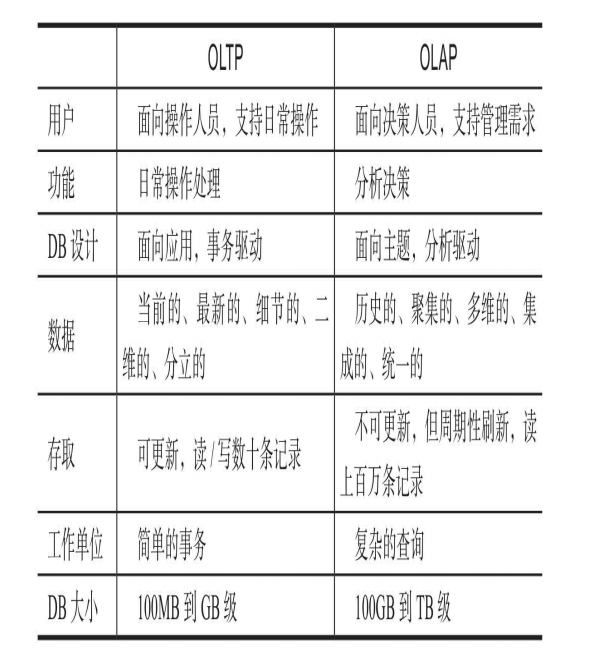 OLTP OLAP
用户 面向操作人员，支持日常操作 面向决策人员，支持管理需求
功能 日常操作处理 分析决策
DB 设计 面向应用，事务驱动 面向主题，分析驱动
数据 当前的、最新的、细节的、二 历史的、聚集的、多维的、集
维的、分立的 成的、统一的
存取 可更新，读 / 写数十条记录 不可更新，但周期性刷新，读
上百万条记录
工作单位 简单的事务 复杂的查询
DB 大小 100MB 到 GB 级 100GB 到 TB 级